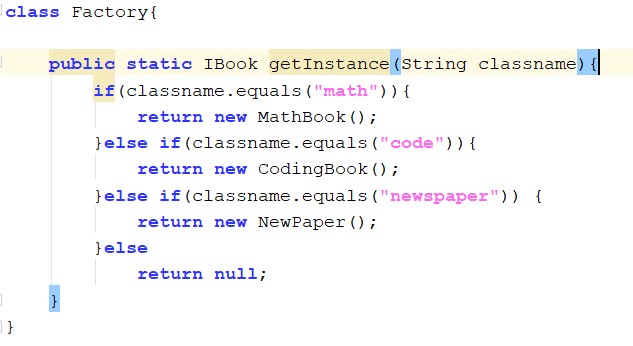 class Factory{
public static IBook getInstance(String classname){
if(classname.equals("math")){
return new MathBook();
}else if(classname.equals("code")){
return new CodingBook();
}else if(classname.equals("newspaper")) {
return new NewPaper();
}else
return null;
}
}